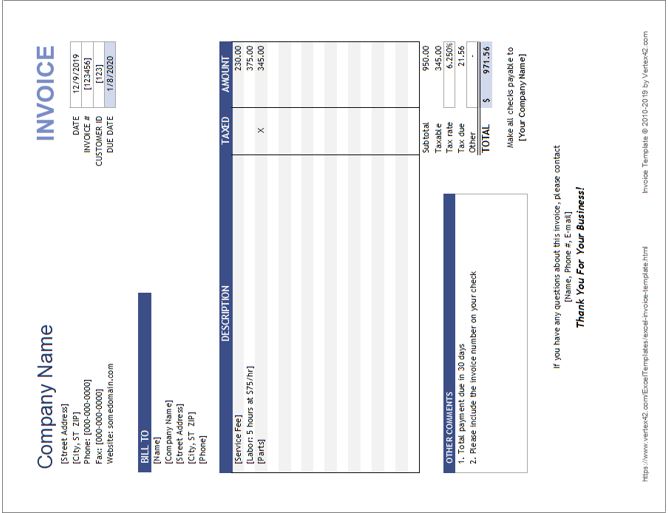 Company Name
INVOICE
[Street Address]
[City, ST ZIP]
DATE 12/9/2019
Phone: [000-000-0000]
INVOICE # [123456]
Fax: [000-000-0000]
CUSTOMER ID [123]
Website: somedomain.com
DUE DATE 1/8/2020
BILL TO
[Name]
[Company Name]
[Street Address]
[City, ST ZIP]
[Phone]
DESCRIPTION TAXED AMOUNT
[Service Fee] 230.00
[Labor: 5 hours at $75/hr] 375.00
[Parts] X 345.00
Subtotal 950.00
Taxable 345.00
Tax rate 6.250%
Tax due 21.56
Other -
TOTAL $ 971.56
OTHER COMMENTS
1. Total payment due in 30 days
2. Please include the invoice number on your check
Make all checks payable to
[Your Company Name]
If you have any questions about this invoice, please contact
[Name, Phone #, E-mail]
Thank You For Your Business!
https://www.vertex42.com/ExcelTemplates/excel-invoice-template.html
Invoice Template © 2010-2019 by Vertex42.com